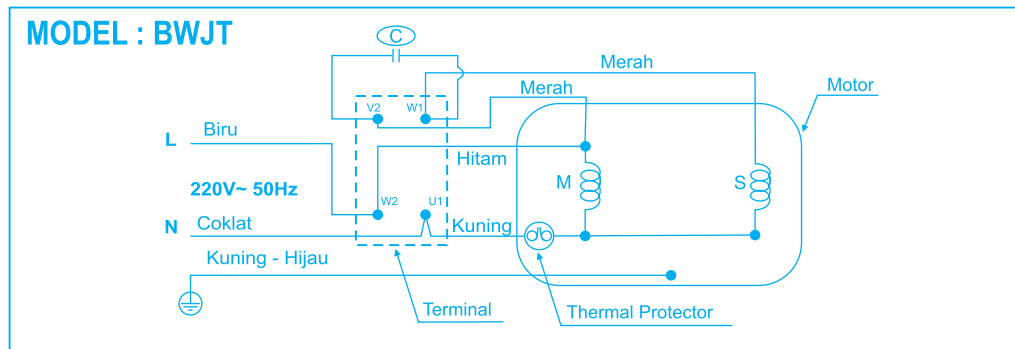 MODEL : BWJT
C
Merah
Merah
Motor
V2
W1
L
Biru
Hitam
M
S
220V~ 50Hz
W2
U1
N
Coklat
Kuning
Kuning - Hijau
Terminal
Thermal Protector